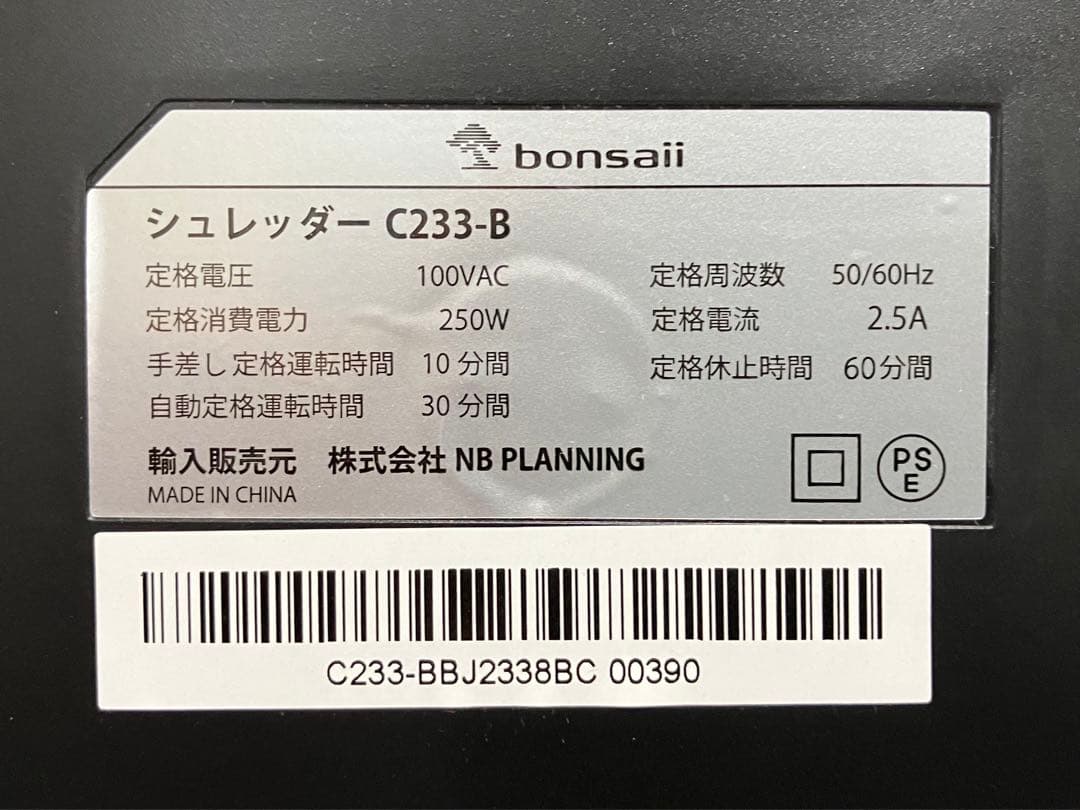 bonsaii
シュレッダー C233-B
定格電圧 100VAC 定格周波数 50/60Hz
定格消費電力 250W 定格電流 2.5A
手差し定格運転時間 10分間 定格休止時間 60分間
自動定格運転時間 30分間
輸入販売元 株式会社 NB PLANNING
MADE IN CHINA
PS
E
C233-BBJ2338BC 00390